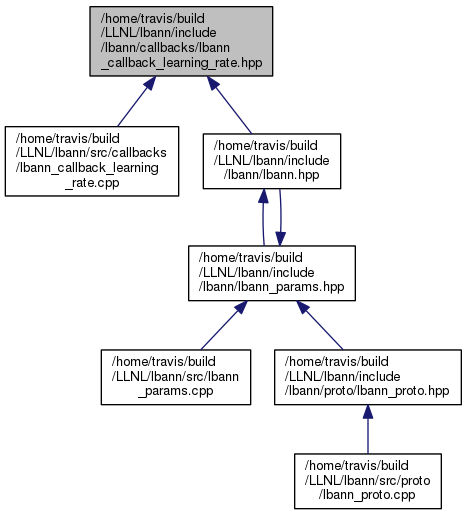 /home/travis/build
/LLNL/lbann/include
/lbann/callbacks/lbann
_callback_learning_rate.hpp
/home/travis/build
/LLNL/lbann/src/callbacks
/lbann_callback_learning
_rate.cpp
/home/travis/build
/LLNL/lbann/include
/lbann/lbann.hpp
/home/travis/build
/LLNL/lbann/include
/lbann/lbann_params.hpp
/home/travis/build
/LLNL/lbann/src/lbann
_params.cpp
/home/travis/build
/LLNL/lbann/include
/lbann/proto/lbann_proto.hpp
/home/travis/build
/LLNL/lbann/src/proto
/lbann_proto.cpp